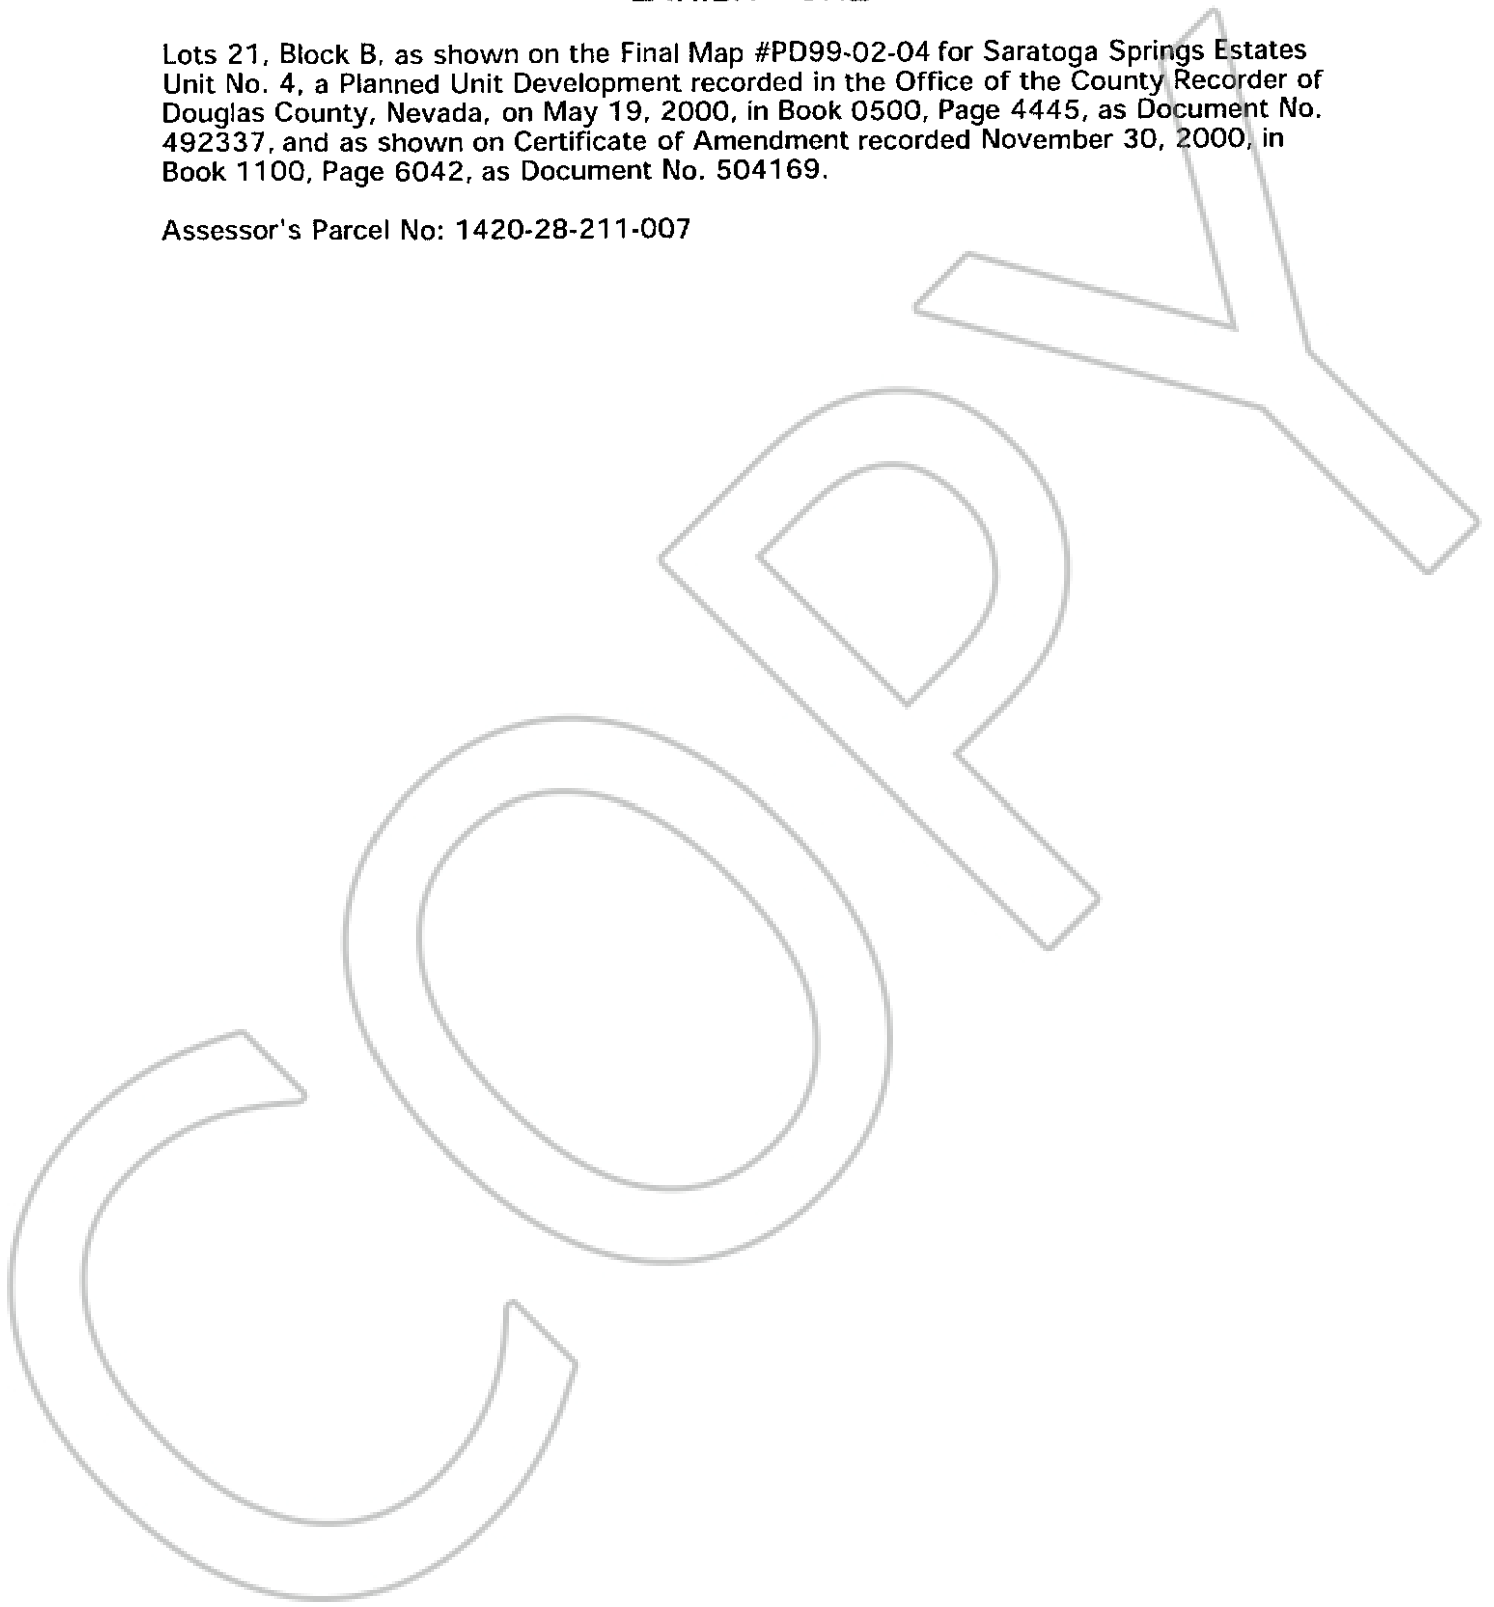 Lots 21, Block B, as shown on the Final Map #PD99-02-04 for Saratoga Springs Estates
Unit No. 4, a Planned Unit Development recorded in the Office of the County Recorder of
Douglas County, Nevada, on May 19, 2000, in Book 0500, Page 4445, as Document No.
492337, and as shown on Certificate of Amendment recorded November 30, 2000, in
Book 1100, Page 6042, as Document No. 504169.
Assessor's Parcel No: 1420-28-211-007
COPY